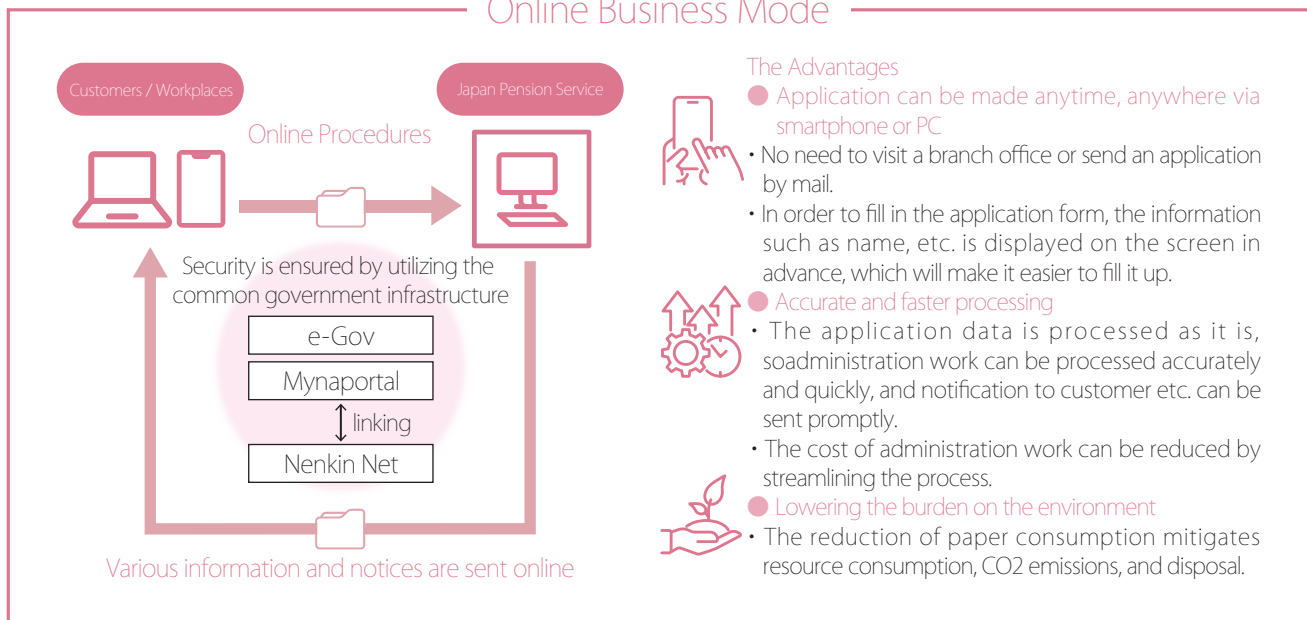 Online Business Mode
Customers / Workplaces
Japan Pension Service
Online Procedures
Security is ensured by utilizing the
common government infrastructure
e-Gov
Mynaportal
linking
Nenkin Net
Various information and notices are sent online
The Advantages
● Application can be made anytime, anywhere via
smartphone or PC
・No need to visit a branch office or send an application
by mail.
・In order to fill in the application form, the information
such as name, etc. is displayed on the screen in
advance, which will make it easier to fill it up.
● Accurate and faster processing
・The application data is processed as it is,
soadministration work can be processed accurately
and quickly, and notification to customer etc. can be
sent promptly.
・The cost of administration work can be reduced by
streamlining the process.
● Lowering the burden on the environment
・The reduction of paper consumption mitigates
resource consumption, CO2 emissions, and disposal.